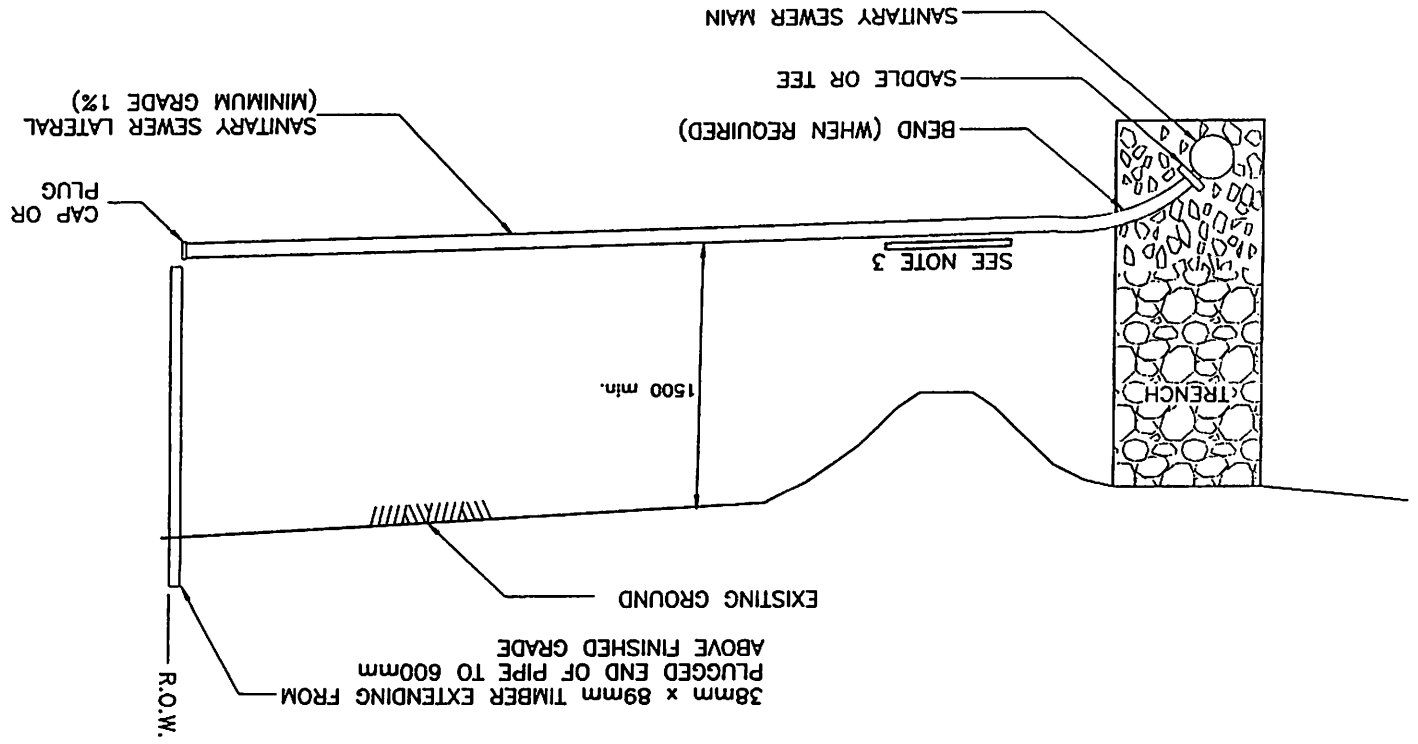 38mm x 89mm TIMBER EXTENDING FROM
PLUGGED END OF PIPE TO 600mm
ABOVE FINISHED GRADE
R.O.W.
EXISTING GROUND
TRENCH
1500 min.
SEE NOTE 3
CAP OR
PLUG
SANITARY SEWER LATERAL
(MINIMUM GRADE 1%)
BEND (WHEN REQUIRED)
SADDLE OR TEE
SANITARY SEWER MAIN